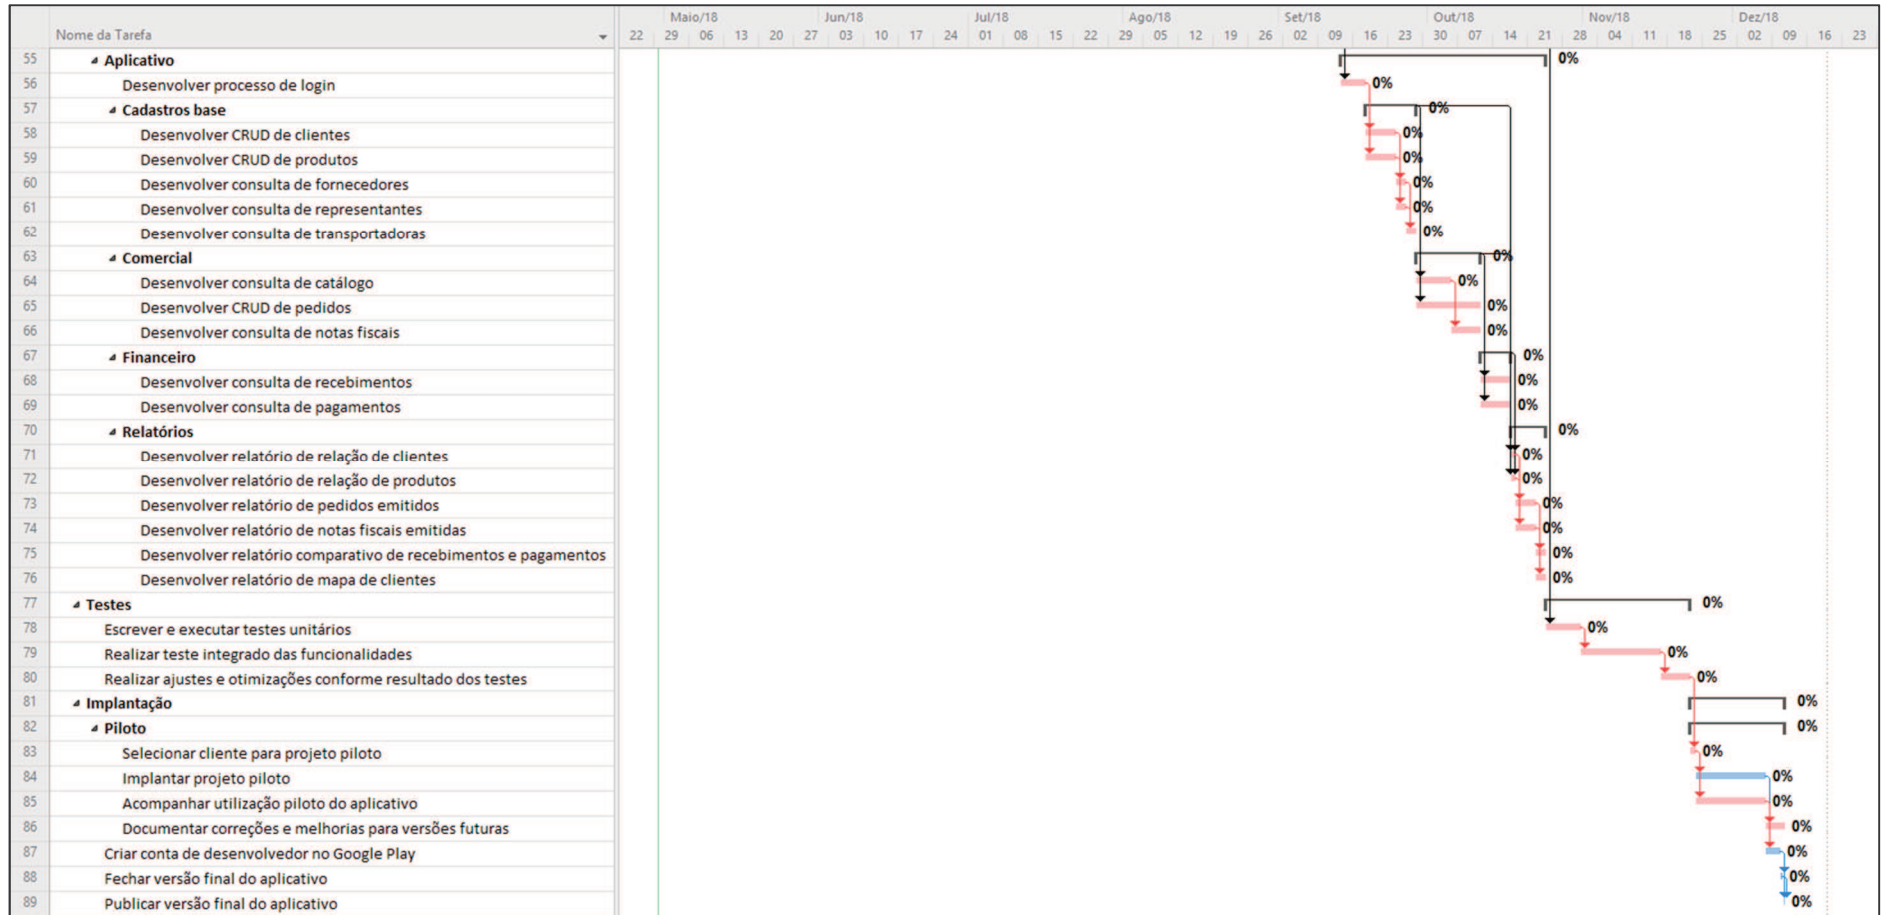 Maio/18 Jun/18 Jul/18 Ago/18 Set/18 Out/18 Nov/18 Dez/18
Nome da Tarefa 22 29 06 13 20 27 03 10 17 24 01 08 15 22 29 05 12 19 26 02 09 16 23 30 07 14 21 28 04 11 18 25 02 09 16 23
55 Aplicativo 0%
56 Desenvolver processo de login 0%
57 Cadastros base 0%
58 Desenvolver CRUD de clientes 0%
59 Desenvolver CRUD de produtos 0%
60 Desenvolver consulta de fornecedores 0%
61 Desenvolver consulta de representantes 0%
62 Desenvolver consulta de transportadoras 0%
63 Comercial 0%
64 Desenvolver consulta de catálogo 0%
65 Desenvolver CRUD de pedidos 0%
66 Desenvolver consulta de notas fiscais 0%
67 Financeiro 0%
68 Desenvolver consulta de recebimentos 0%
69 Desenvolver consulta de pagamentos 0%
70 Relatórios 0%
71 Desenvolver relatório de relação de clientes 0%
72 Desenvolver relatório de relação de produtos 0%
73 Desenvolver relatório de pedidos emitidos 0%
74 Desenvolver relatório de notas fiscais emitidas 0%
75 Desenvolver relatório comparativo de recebimentos e pagamentos 0%
76 Desenvolver relatório de mapa de clientes 0%
77 Testes 0%
78 Escrever e executar testes unitários 0%
79 Realizar teste integrado das funcionalidades 0%
80 Realizar ajustes e otimizações conforme resultado dos testes 0%
81 Implantação 0%
82 Piloto 0%
83 Selecionar cliente para projeto piloto 0%
84 Implantar projeto piloto 0%
85 Acompanhar utilização piloto do aplicativo 0%
86 Documentar correções e melhorias para versões futuras 0%
87 Criar conta de desenvolvedor no Google Play 0%
88 Fechar versão final do aplicativo 0%
89 Publicar versão final do aplicativo 0%